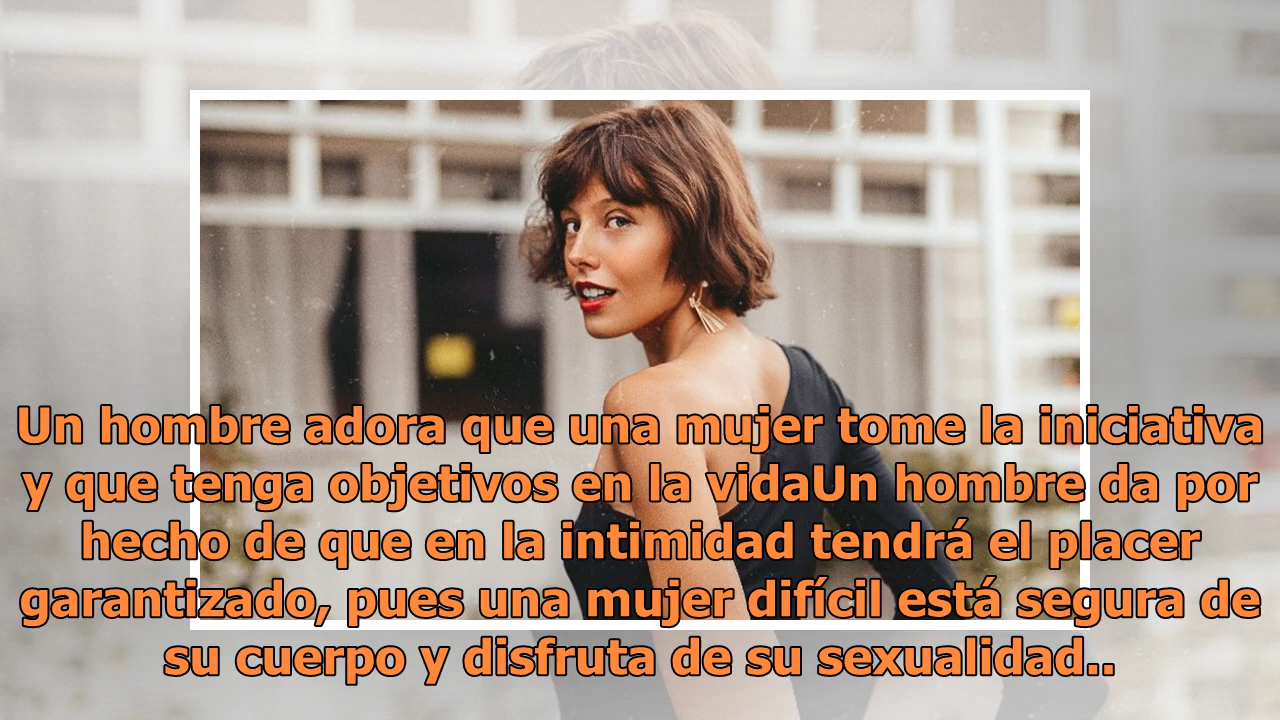 Un hombre adora que una mujer tome la iniciativa
y que tenga objetivos en la vidaUn hombre da por
hecho de que en la intimidad tendrá el placer
garantizado, pues una mujer difícil está segura de
su cuerpo y disfruta de su sexualidad..